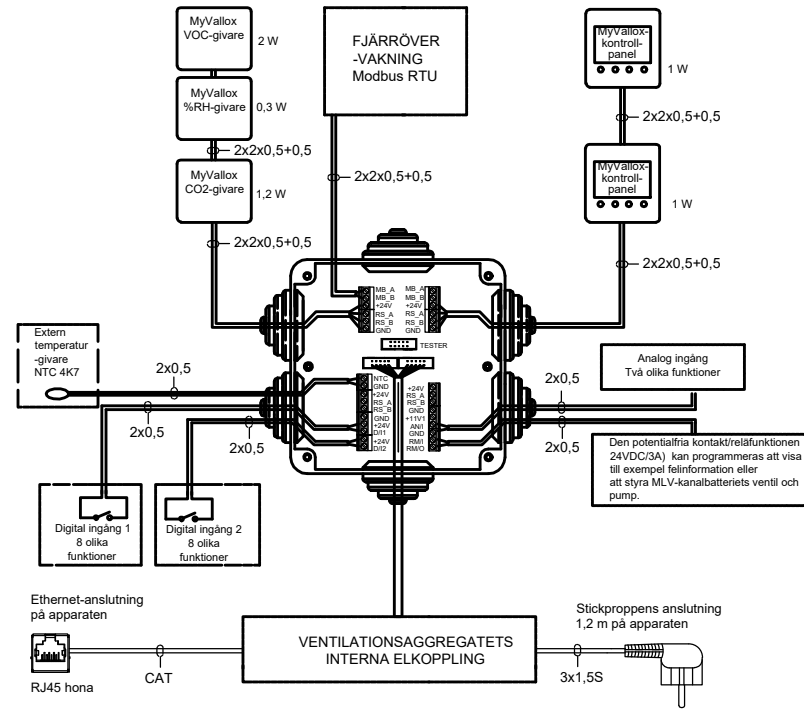 MyVallox
VOC-givare
2 W
MyVallox
%RH-givare
0,3 W
2x2x0,5+0,5
MyVallox
CO2-givare
1,2 W
2x2x0,5+0,5
FJÄRRÖVER
-VAKNING
Modbus RTU
2x2x0,5+0,5
MyVallox-
kontroll-
panel
1 W
2x2x0,5+0,5
MyVallox-
kontroll-
panel
1 W
2x2x0,5+0,5
MB_A
MB_B
+24V
RS_A
RS_B
GND
MB_A
MB_B
+24V
RS_A
RS_B
GND
TESTER
NTC
GND
+24V
RS_A
RS_B
GND
+24V
D/I1
+24V
D/I2
+24V
RS_A
RS_B
GND
+11V1
AN/I
GND
RM/I
RM/O
Extern
temperatur
-givare
NTC 4K7
2x0,5
2x0,5
2x0,5
Digital ingång 1
8 olika
funktioner
Digital ingång 2
8 olika
funktioner
Analog ingång
Två olika funktioner
2x0,5
2x0,5
Den potentialfria kontakt/reläfunktionen
24VDC/3A) kan programmeras att visa
till exempel felinformation eller
att styra MLV-kanalbatteriets ventil och
pump.
Ethernet-anslutning
på apparaten
RJ45 hona
CAT
VENTILATIONSAGGREGATETS
INTERNA ELKOPPLING
Stickproppens anslutning
1,2 m på apparaten
3x1,5S